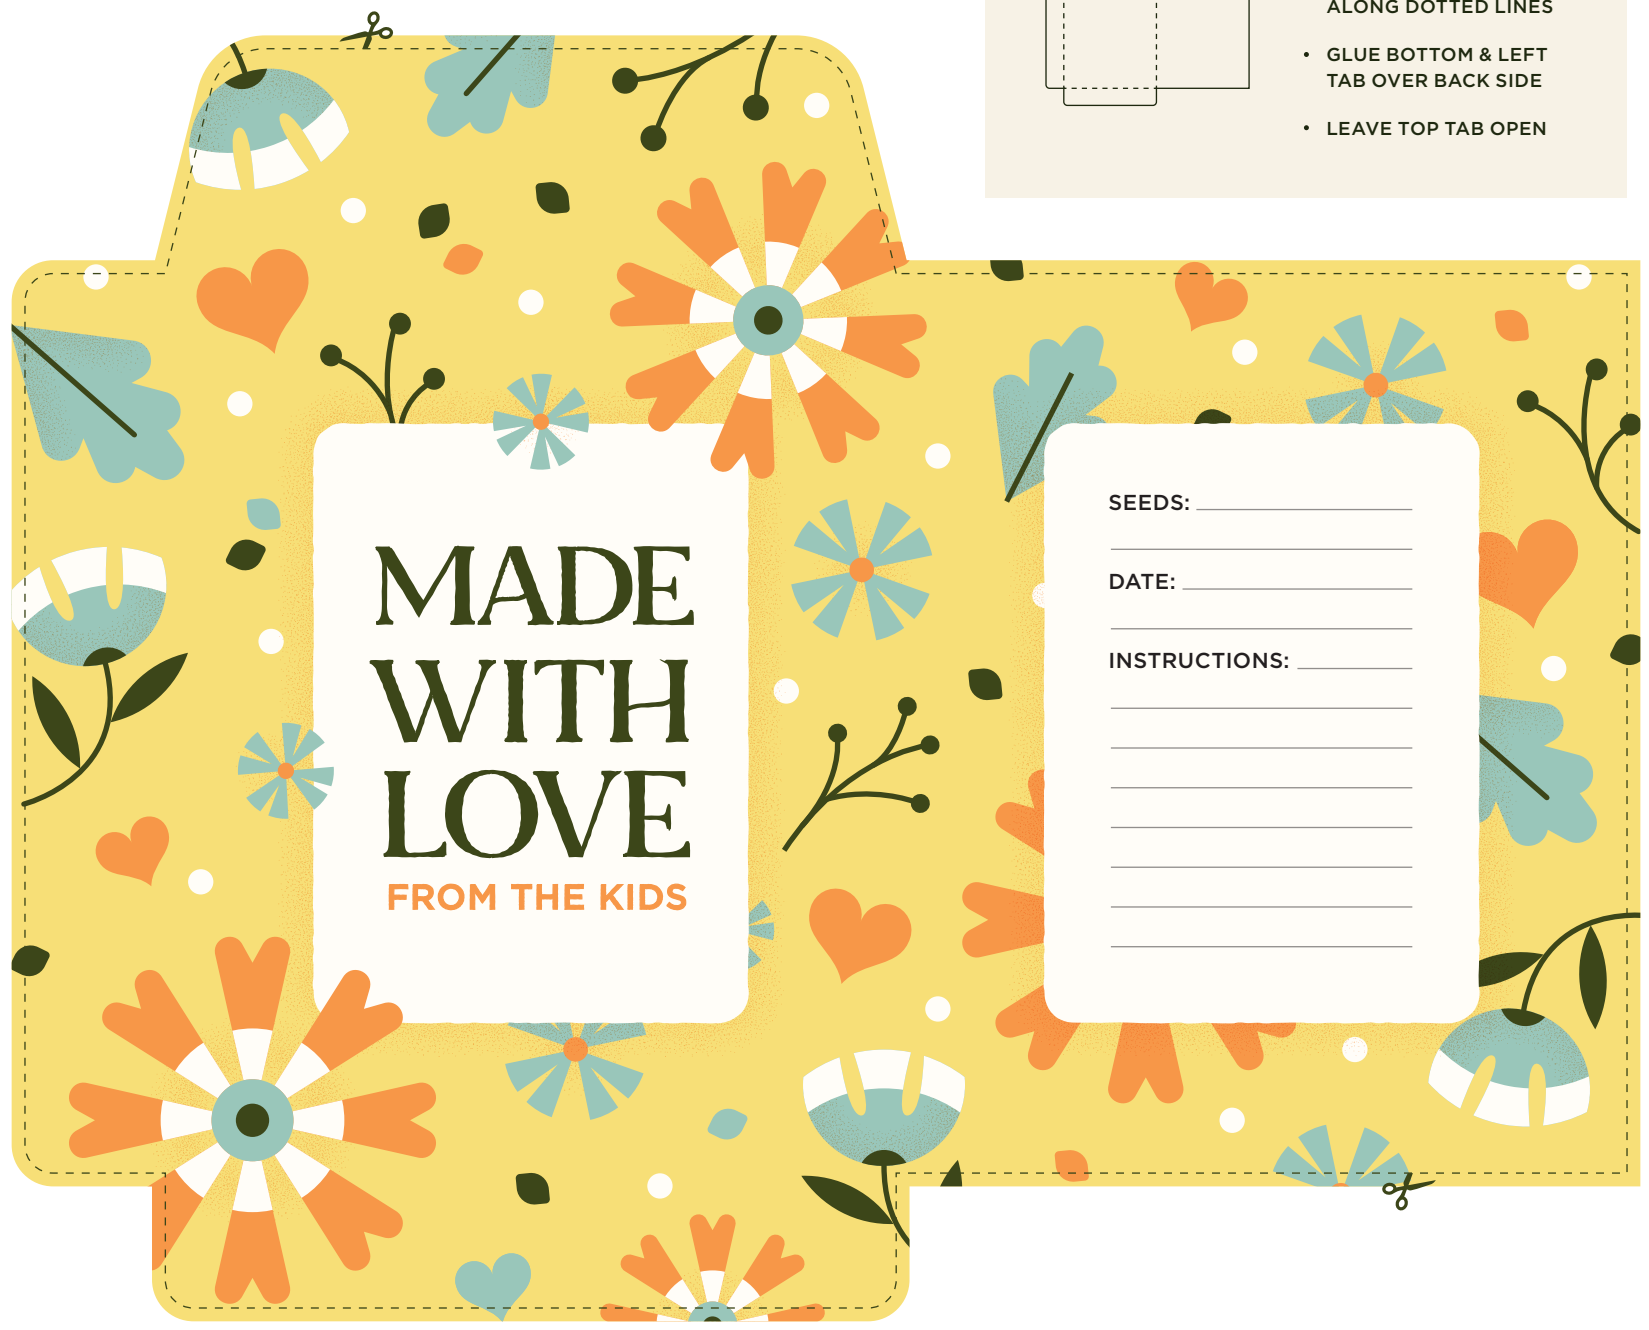 ALONG DOTTED LINES
• GLUE BOTTOM & LEFT
TAB OVER BACK SIDE
• LEAVE TOP TAB OPEN
MADE
WITH
LOVE
FROM THE KIDS
SEEDS:
DATE:
INSTRUCTIONS: